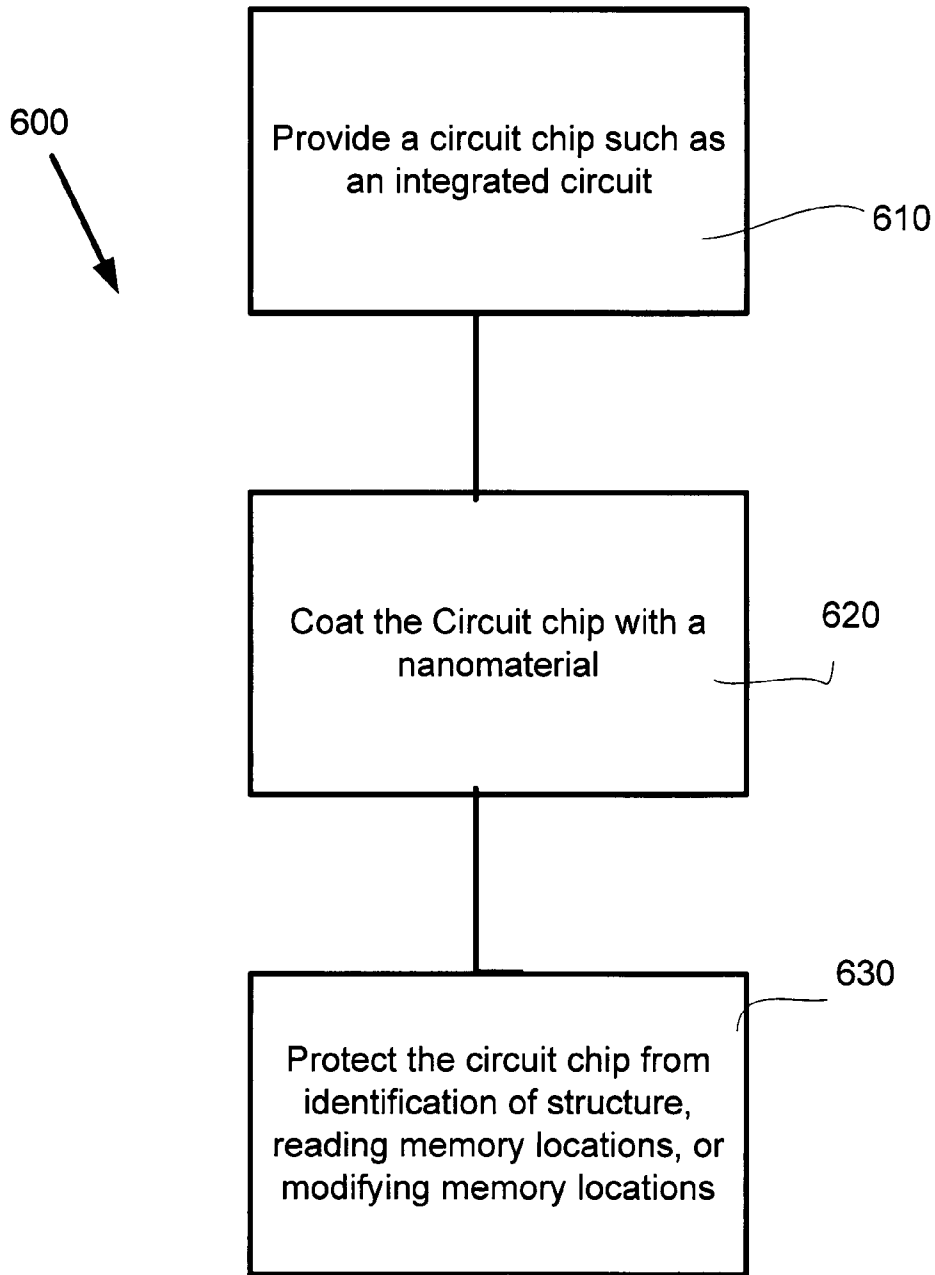 600
Provide a circuit chip such as
an integrated circuit
610
Coat the Circuit chip with a
nanomaterial
620
630
Protect the circuit chip from
identification of structure,
reading memory locations, or
modifying memory locations